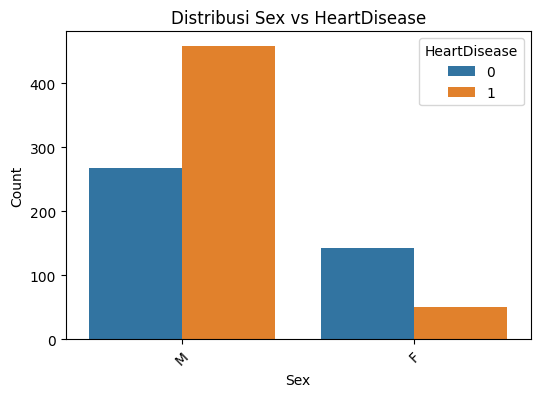 Distribusi Sex vs HeartDisease
HeartDisease
0
1
Count
400
300
200
100
0
M
F
Sex